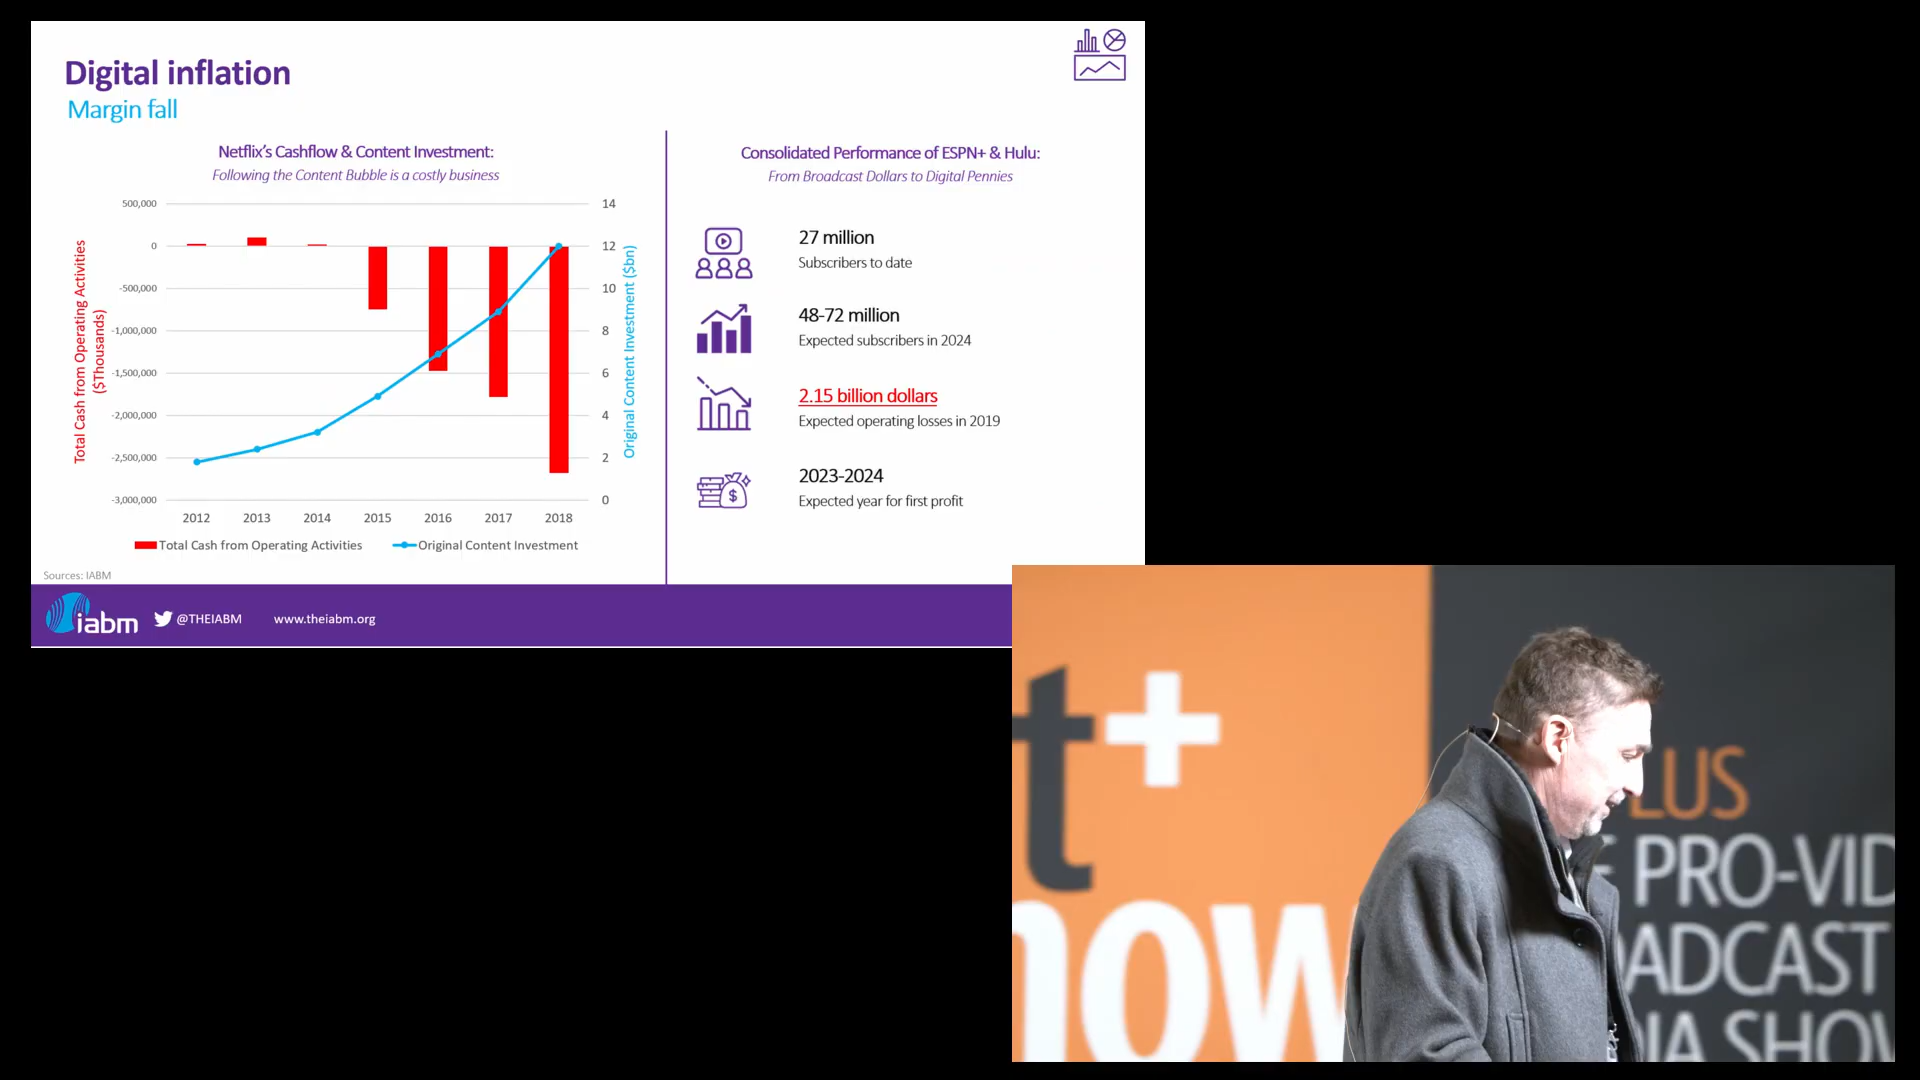 Digital inflation
Margin fall
Netflix's Cashflow & Content Investment:
Following the Content Bubble is a costly business
500,000
0
-500,000
-1,000,000
-1,500,000
-2,000,000
-2,500,000
-3,000,000
Total Cash from Operating Activities
($Thousands)
14
12
10
8
6
4
2
0
Original Content Investment ($bn)
2012 2013 2014 2015 2016 2017 2018
Total Cash from Operating Activities Original Content Investment
Consolidated Performance of ESPN+ & Hulu:
From Broadcast Dollars to Digital Pennies
27 million
Subscribers to date
48-72 million
Expected subscribers in 2024
2.15 billion dollars
Expected operating losses in 2019
$
2023-2024
Expected year for first profit
Sources: IABM
iabm @THEIABM www.theiabm.org
t+
how
LUS
E PRO-VID
ADCAST
DIA SHOW